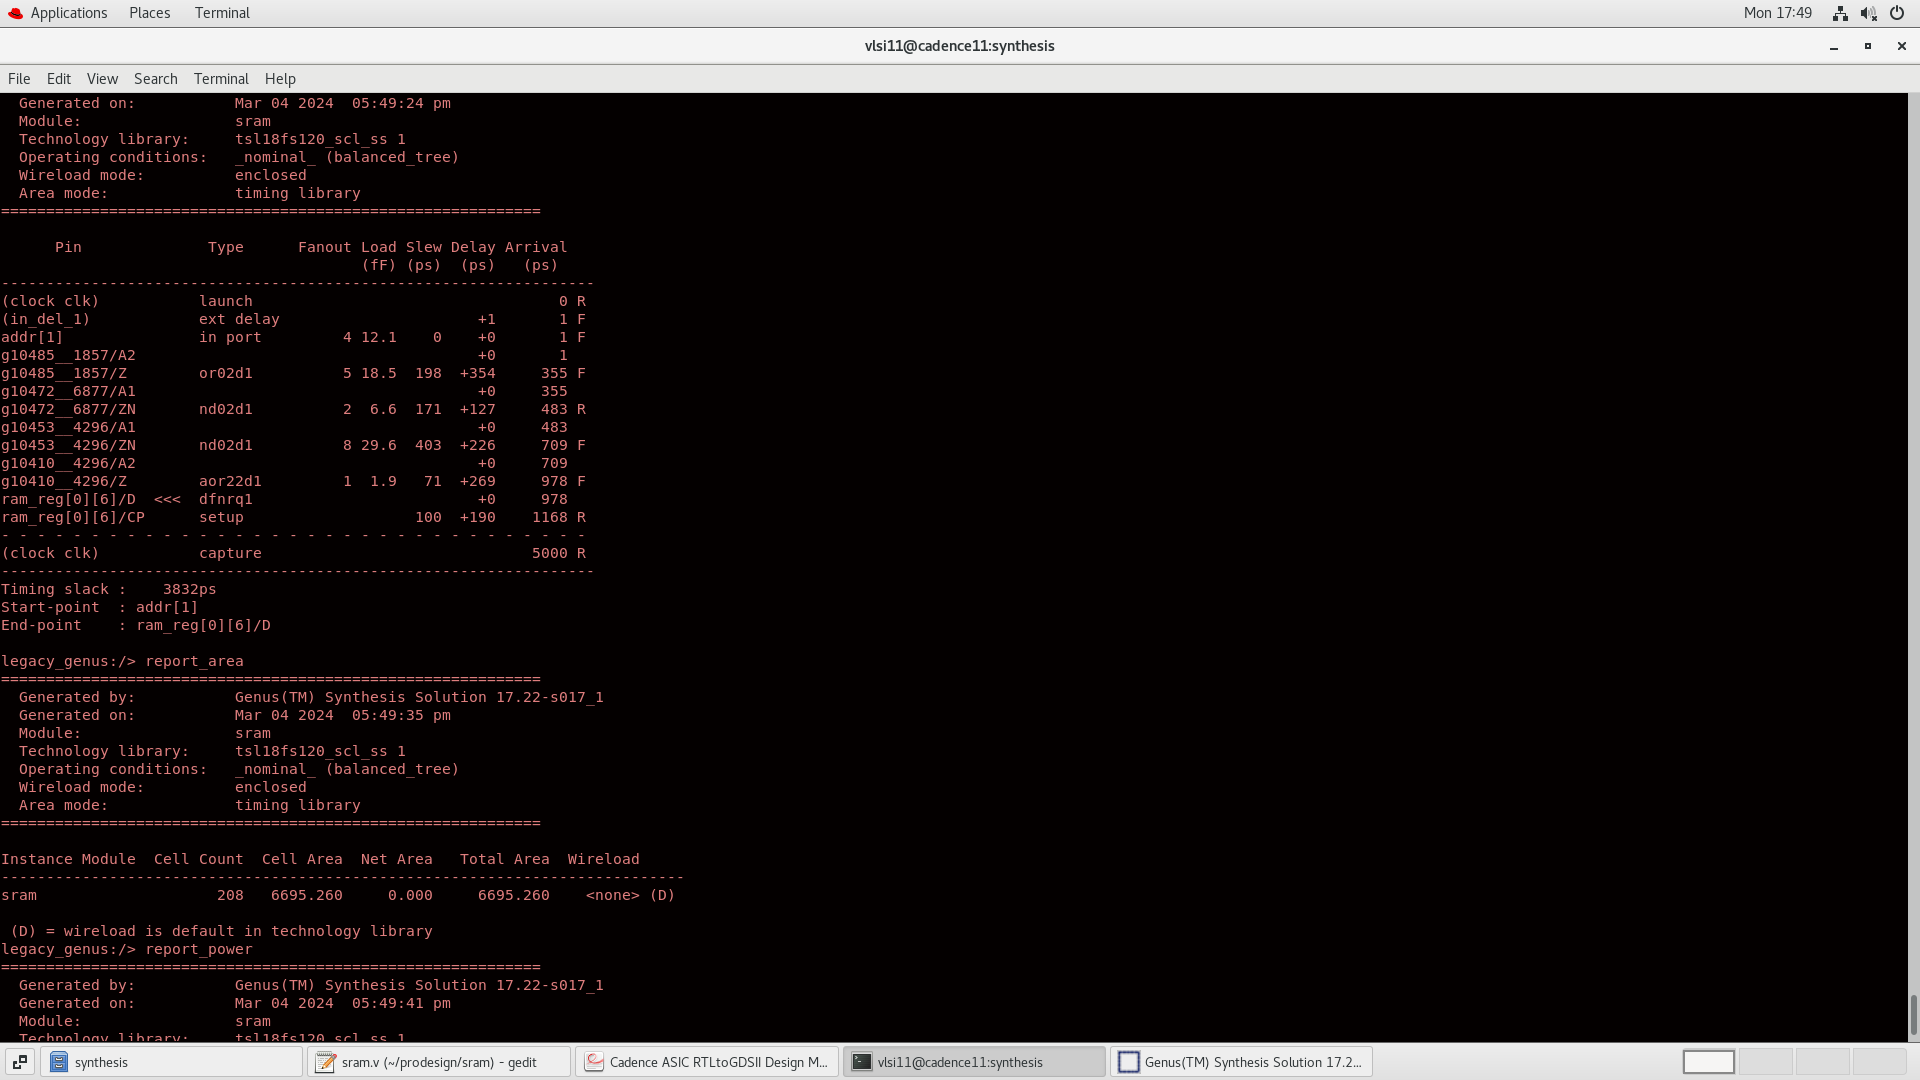 Applications Places Terminal Mon 17:49
vlsi11@cadence11:synthesis
File Edit View Search Terminal Help
  Generated on:           Mar 04 2024  05:49:24 pm
  Module:                 sram
  Technology library:     tsl18fs120_scl_ss 1
  Operating conditions:   _nominal_ (balanced_tree)
  Wireload mode:          enclosed
  Area mode:              timing library
============================================================
      Pin              Type      Fanout Load Slew Delay Arrival
                                        (fF) (ps)  (ps)   (ps)
------------------------------------------------------------------
(clock clk)           launch                                  0 R
(in_del_1)            ext delay                      +1       1 F
addr[1]               in port         4 12.1    0    +0       1 F
g10485__1857/A2                                      +0       1
g10485__1857/Z        or02d1          5 18.5  198  +354     355 F
g10472__6877/A1                                      +0     355
g10472__6877/ZN       nd02d1          2  6.6  171  +127     483 R
g10453__4296/A1                                      +0     483
g10453__4296/ZN       nd02d1          8 29.6  403  +226     709 F
g10410__4296/A2                                      +0     709
g10410__4296/Z        aor22d1         1  1.9   71  +269     978 F
ram_reg[0][6]/D  <<<  dfnrq1                         +0     978
ram_reg[0][6]/CP      setup                   100  +190    1168 R
- - - - - - - - - - - - - - - - - - - - - - - - - - - - - - - - -
(clock clk)           capture                              5000 R
------------------------------------------------------------------
Timing slack :    3832ps
Start-point  : addr[1]
End-point    : ram_reg[0][6]/D
legacy_genus:/> report_area
============================================================
  Generated by:           Genus(TM) Synthesis Solution 17.22-s017_1
  Generated on:           Mar 04 2024  05:49:35 pm
  Module:                 sram
  Technology library:     tsl18fs120_scl_ss 1
  Operating conditions:   _nominal_ (balanced_tree)
  Wireload mode:          enclosed
  Area mode:              timing library
============================================================
Instance Module  Cell Count  Cell Area  Net Area   Total Area  Wireload
----------------------------------------------------------------------------
sram                    208   6695.260     0.000     6695.260    <none> (D)
 (D) = wireload is default in technology library
legacy_genus:/> report_power
============================================================
  Generated by:           Genus(TM) Synthesis Solution 17.22-s017_1
  Generated on:           Mar 04 2024  05:49:41 pm
  Module:                 sram
  Technology library:     tsl18fs120_scl_ss 1
synthesis sram.v (~/prodesign/sram) - gedit Cadence ASIC RTLtoGDSII Design M... vlsi11@cadence11:synthesis Genus(TM) Synthesis Solution 17.2...